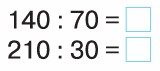 140 : 70 =
210 : 30 =